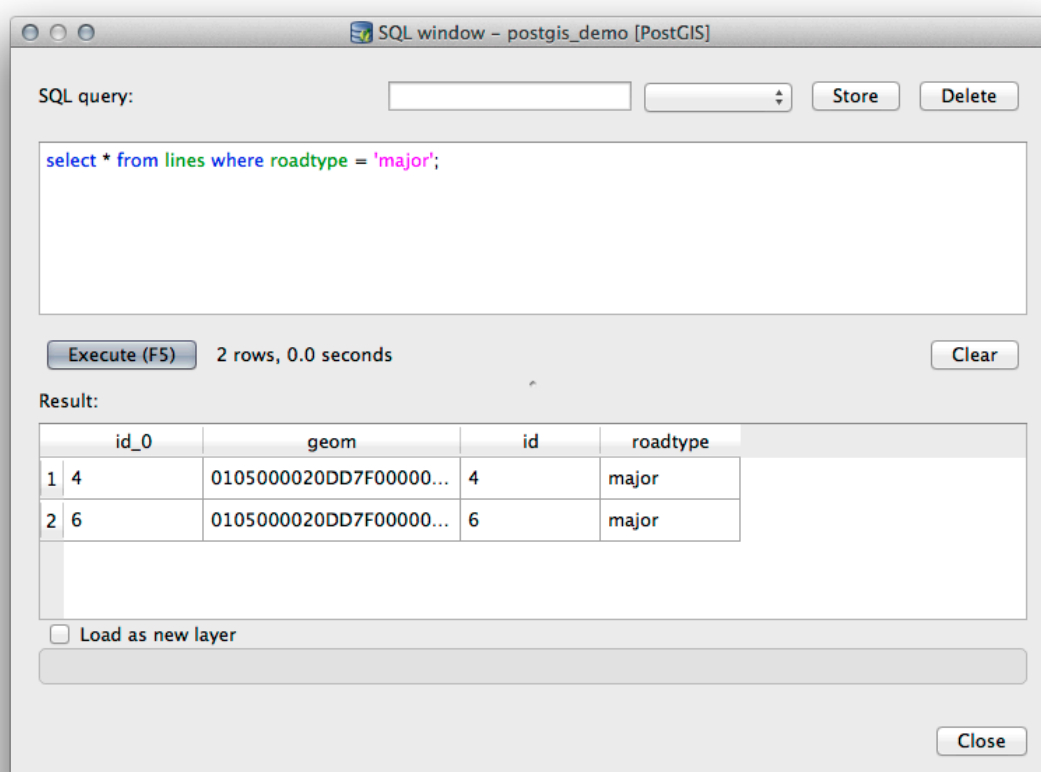 SQL window – postgis_demo [PostGIS]
SQL query: Store Delete
select * from lines where roadtype = 'major';
Execute (F5) 2 rows, 0.0 seconds Clear
Result:
id_0 geom id roadtype
1 4 0105000020DD7F00000... 4 major
2 6 0105000020DD7F00000... 6 major
Load as new layer
Close